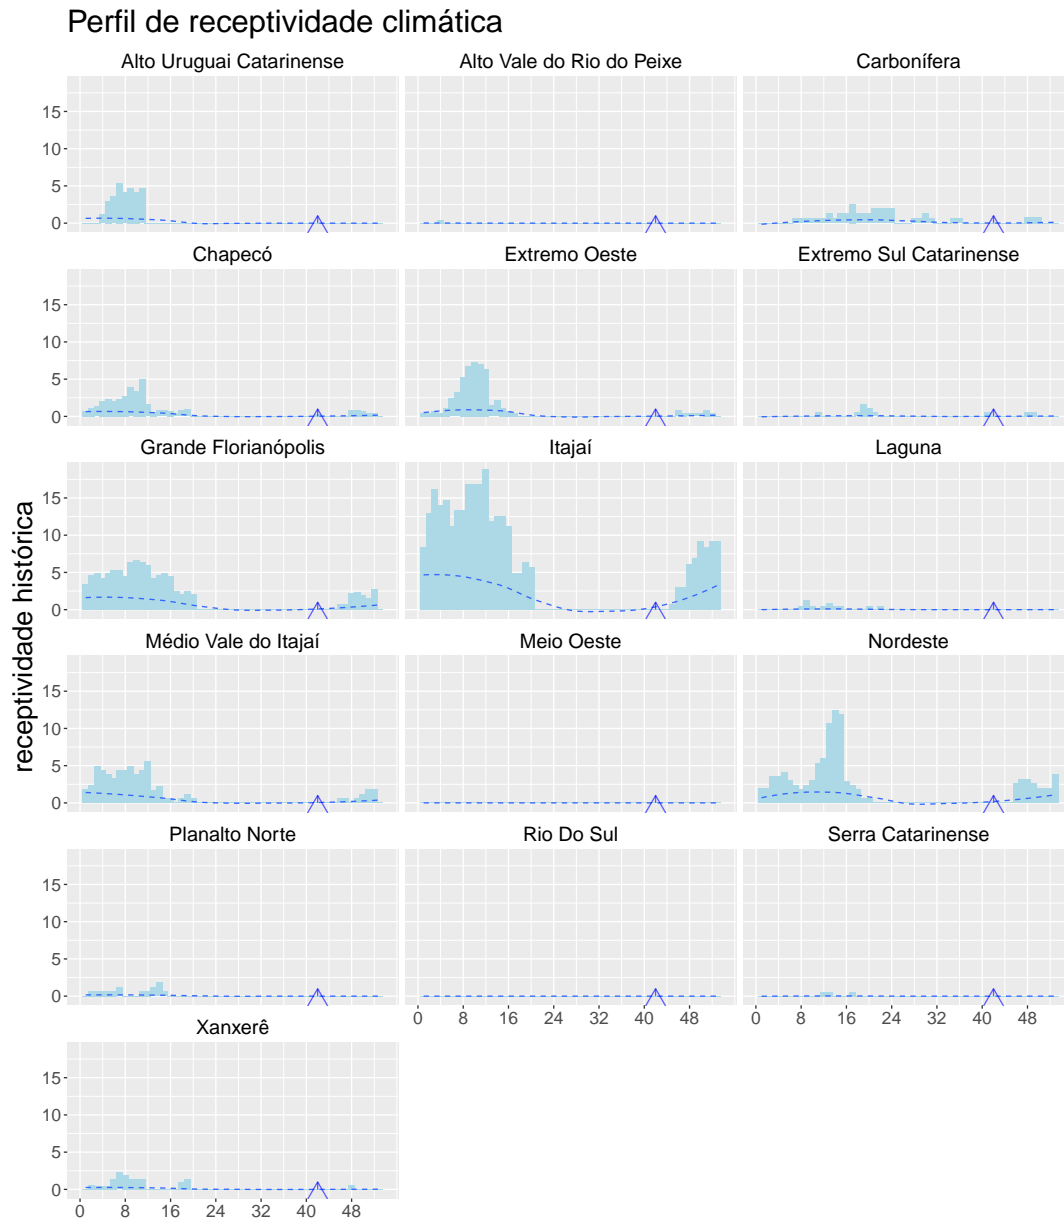 Perfil de receptividade climática
Alto Uruguai Catarinense
Alto Vale do Rio do Peixe
Carbonífera
15
10
5
0
Chapecó
Extremo Oeste
Extremo Sul Catarinense
15
10
5
0
Grande Florianópolis
Itajaí
Laguna
15
10
5
0
receptividade histórica
Médio Vale do Itajaí
Meio Oeste
Nordeste
15
10
5
0
Planalto Norte
Rio Do Sul
Serra Catarinense
15
10
5
0
0 8 16 24 32 40 48
0 8 16 24 32 40 48
Xanxerê
15
10
5
0
0 8 16 24 32 40 48